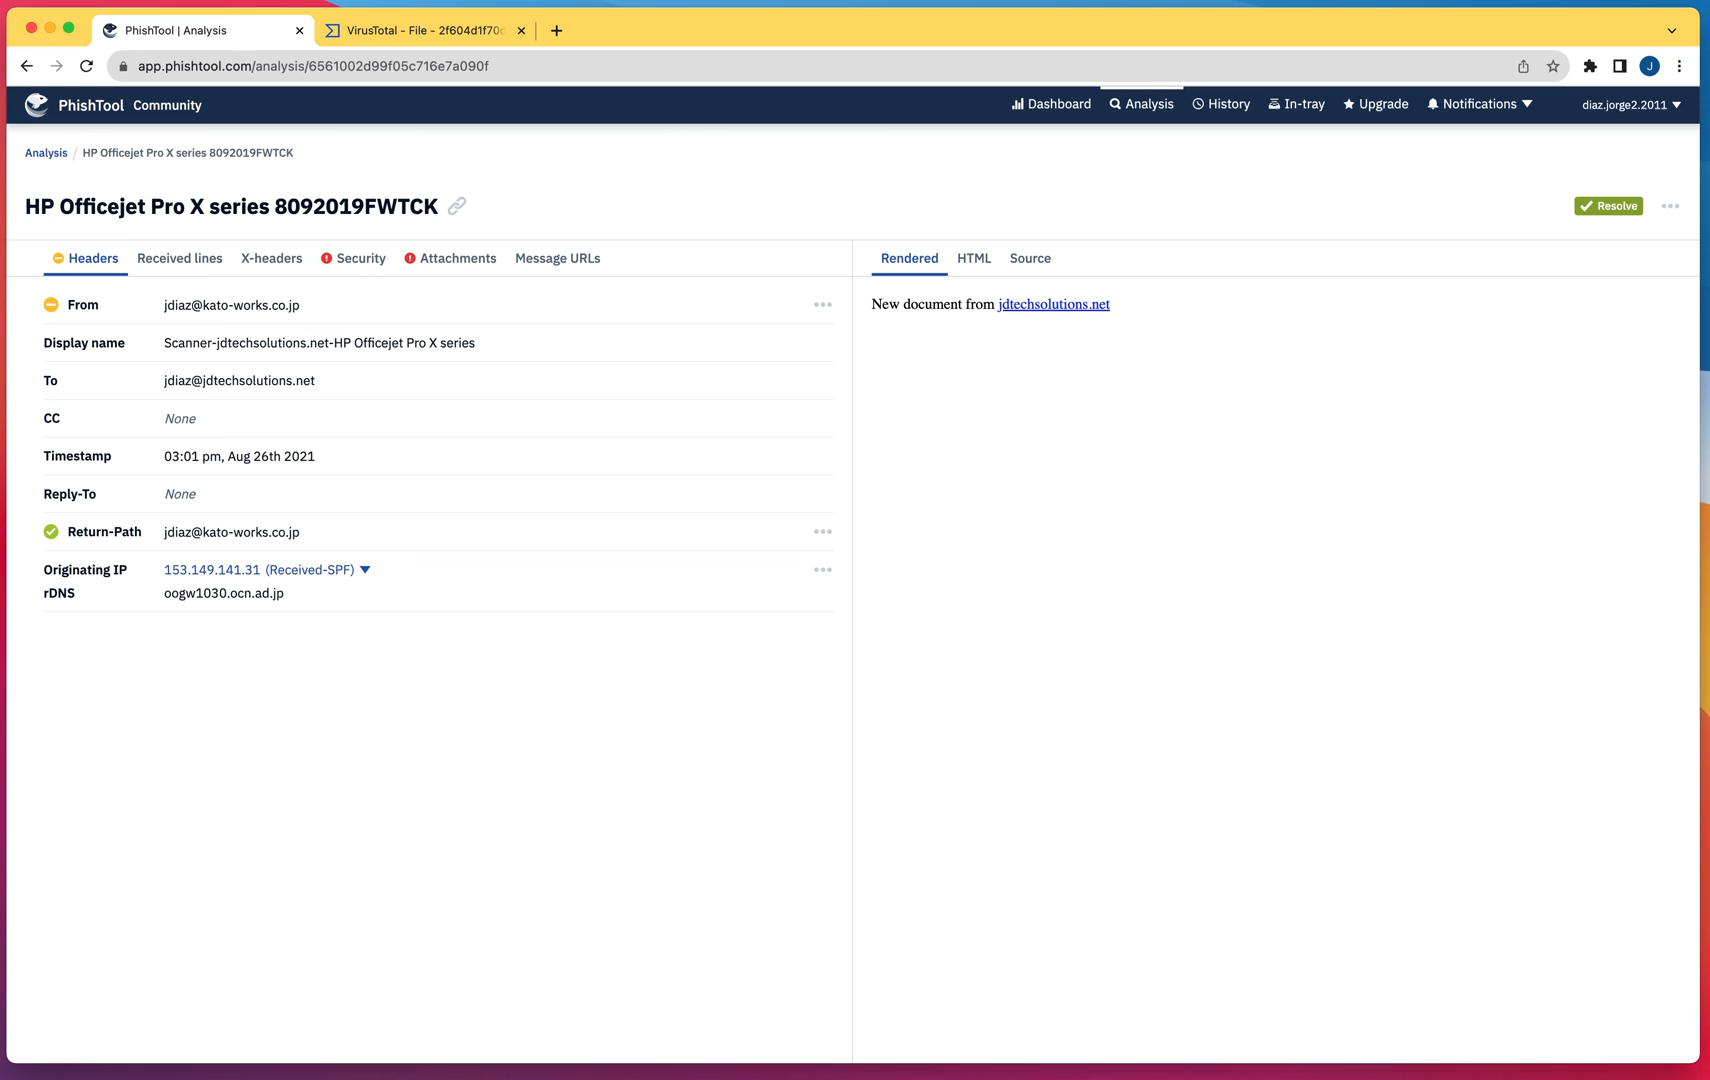 PhishTool | Analysis
VirusTotal - File - 2f604d1f70
app.phishtool.com/analysis/6561002d99f05c716e7a090f
J
PhishTool Community
Dashboard
Analysis
History
In-tray
Upgrade
Notifications
diaz.jorge2.2011
Analysis / HP Officejet Pro X series 8092019FWTCK
HP Officejet Pro X series 8092019FWTCK
Resolve
Headers
Received lines
X-headers
Security
Attachments
Message URLs
From jdiaz@kato-works.co.jp
Display name Scanner-jdtechsolutions.net-HP Officejet Pro X series
To jdiaz@jdtechsolutions.net
CC None
Timestamp 03:01 pm, Aug 26th 2021
Reply-To None
Return-Path jdiaz@kato-works.co.jp
Originating IP 153.149.141.31 (Received-SPF)
rDNS oogw1030.ocn.ad.jp
Rendered
HTML
Source
New document from jdtechsolutions.net